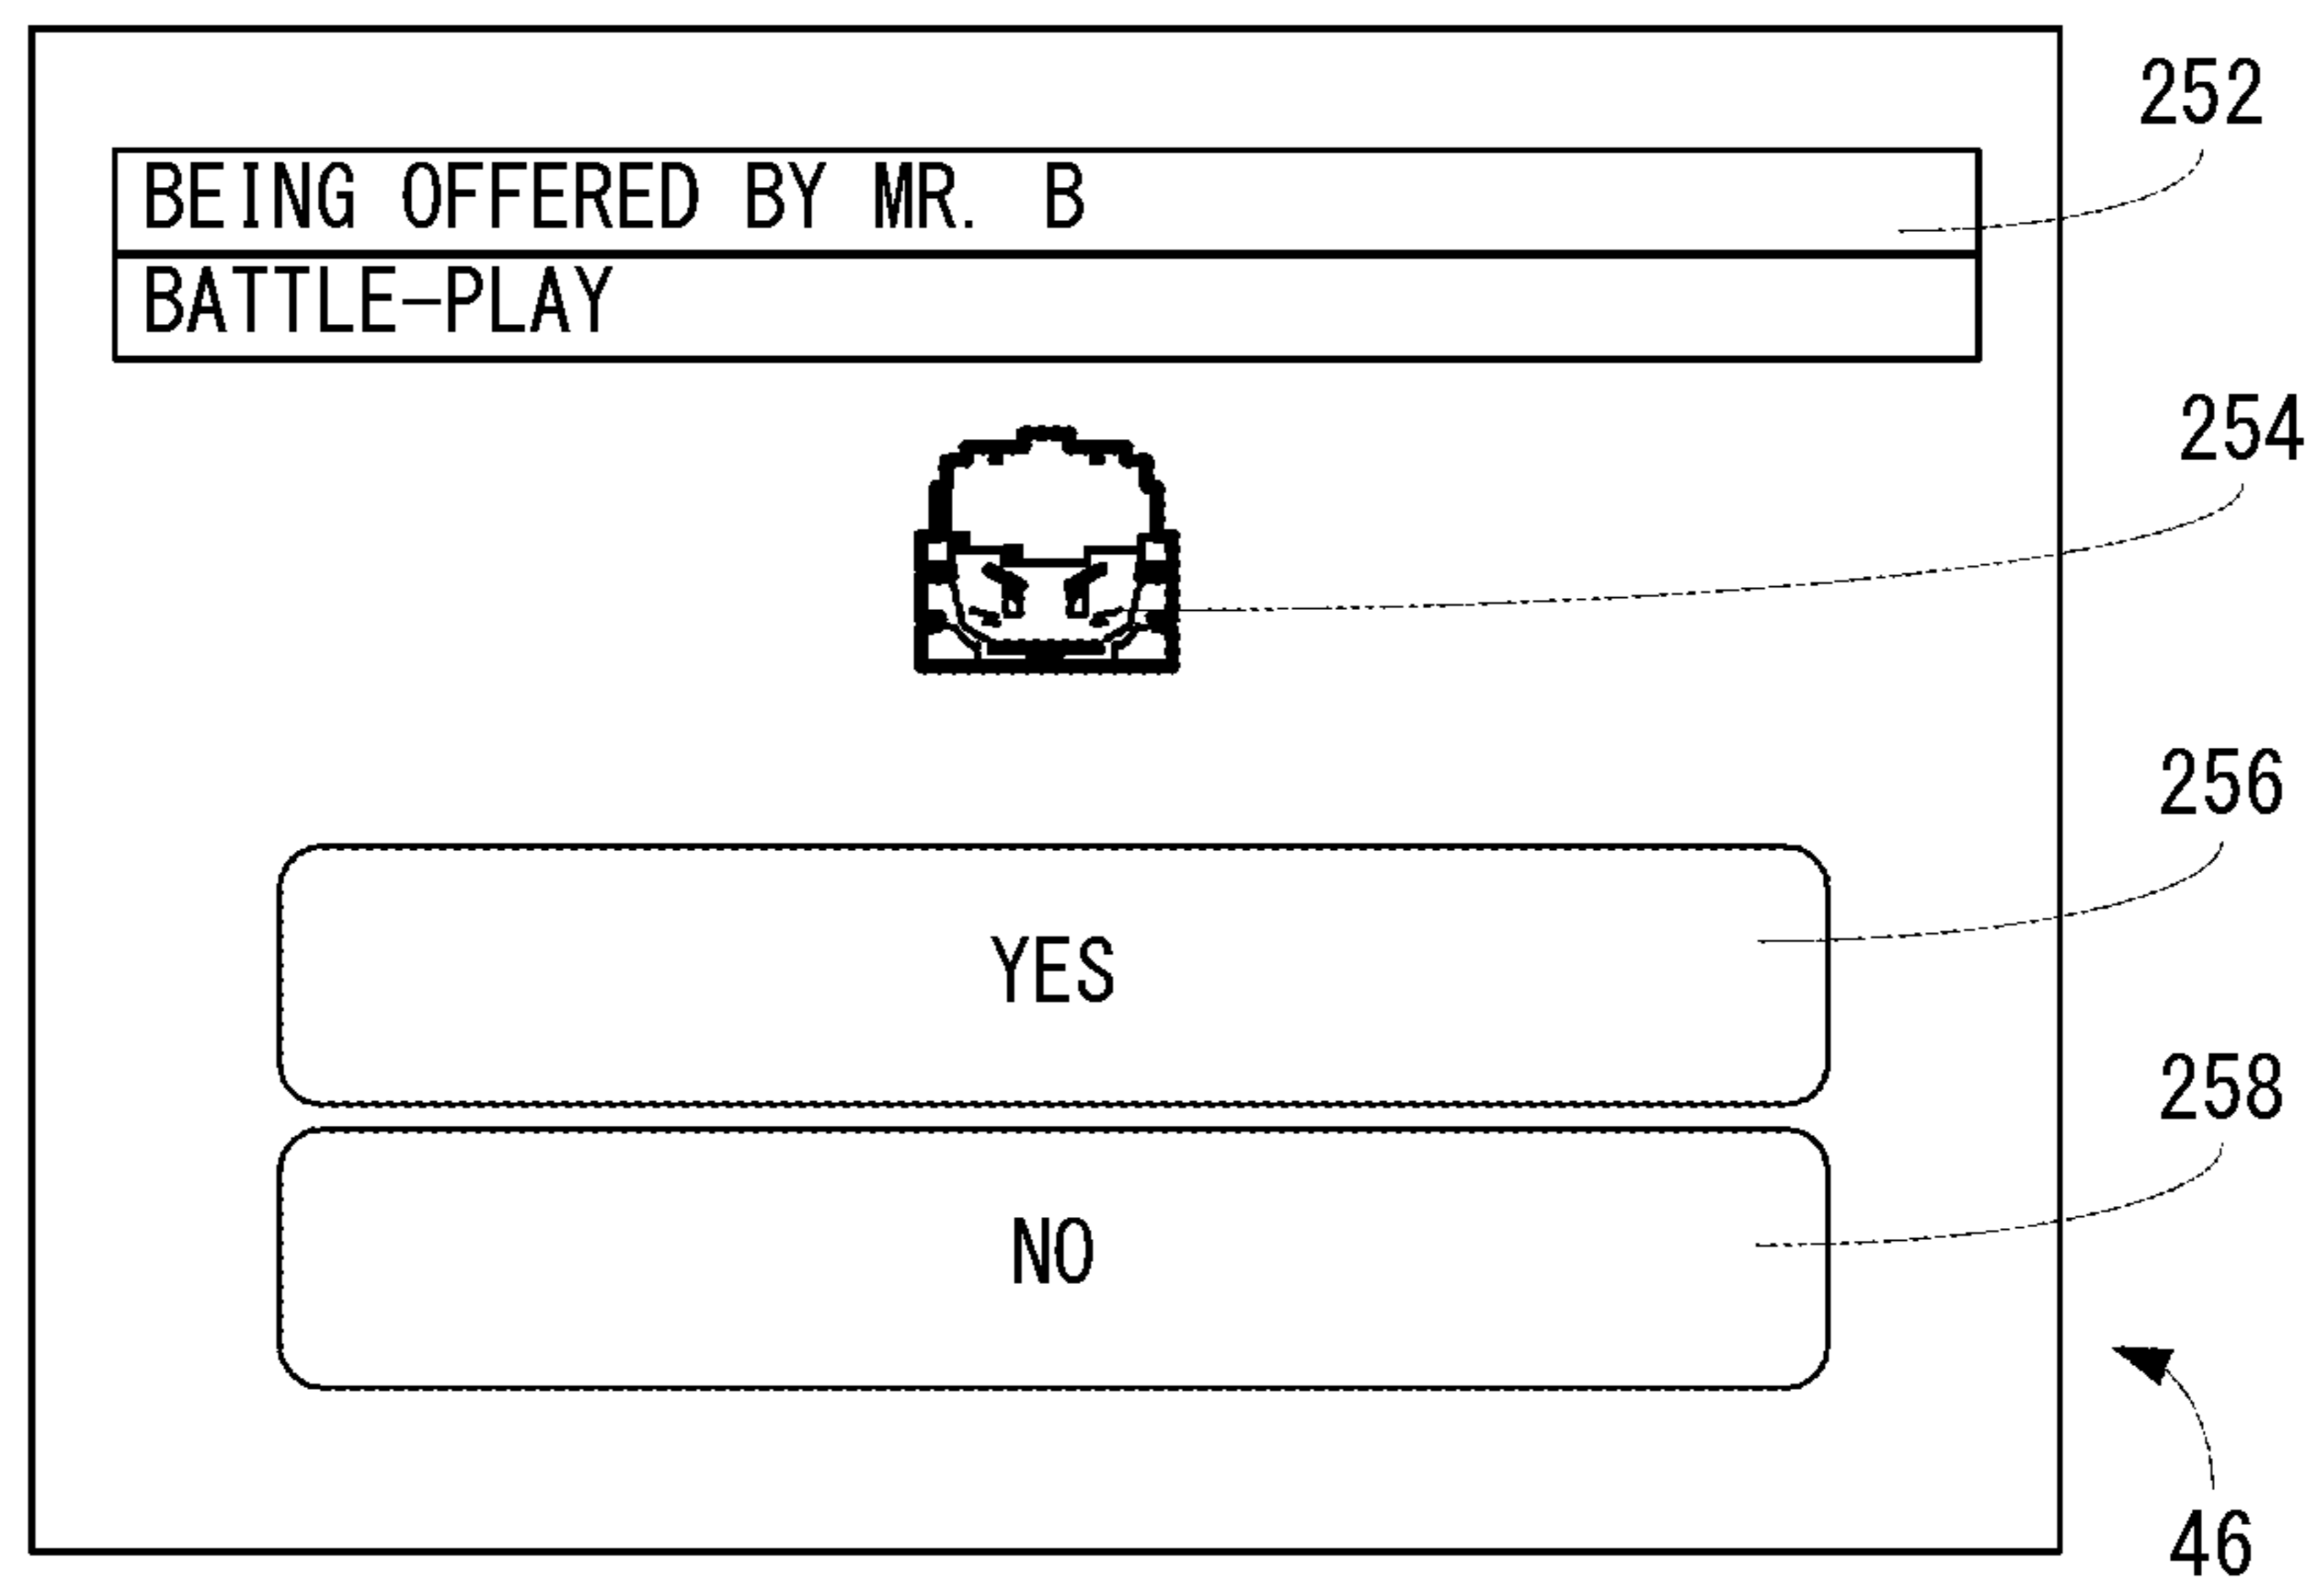 252
BEING OFFERED BY MR. B
BATTLE-PLAY
254
256
YES
258
NO
46